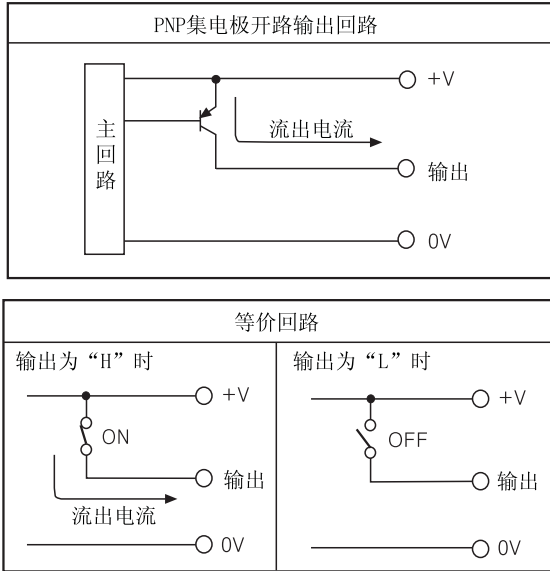 PNP集电极开路输出回路
+V
主回路
流出电流
输出
0V
等价回路
输出为“H”时
+V
ON
输出
流出电流
0V
输出为“L”时
+V
OFF
输出
0V